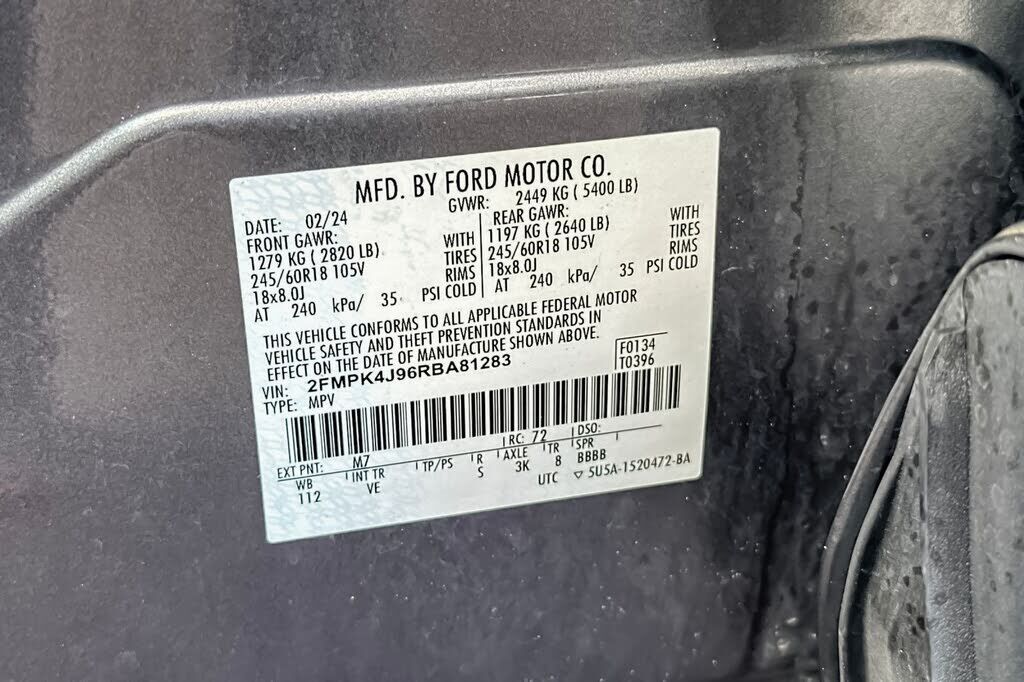 MFD. BY FORD MOTOR CO.
DATE: 02/24 GVWR: 2449 KG ( 5400 LB)
FRONT GAWR: REAR GAWR:
1279 KG ( 2820 LB) WITH 1197 KG ( 2640 LB) WITH
245/60R18 105V TIRES 245/60R18 105V TIRES
18x8.0J RIMS 18x8.0J RIMS
AT 240 kPa/ 35 PSI COLD AT 240 kPa/ 35 PSI COLD
THIS VEHICLE CONFORMS TO ALL APPLICABLE FEDERAL MOTOR
VEHICLE SAFETY AND THEFT PREVENTION STANDARDS IN
EFFECT ON THE DATE OF MANUFACTURE SHOWN ABOVE.
VIN: 2FMPK4J96RBA81283 F0134
TYPE: MPV T0396
EXT PNT: M7 RC: 72 DSO:
WB INT TR TP/PS R AXLE TR SPR
112 VE S 3K 8 BBBB
UTC ▽ 5U5A-1520472-BA